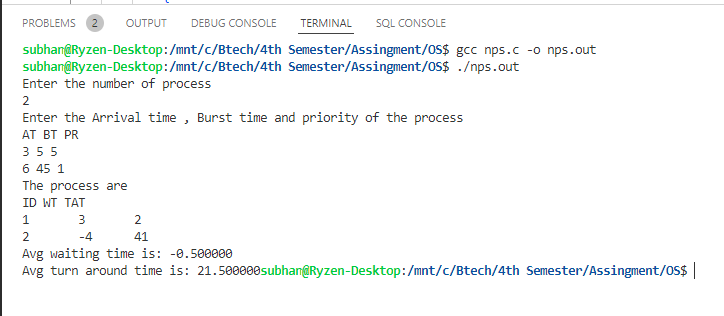 PROBLEMS 2 OUTPUT DEBUG CONSOLE TERMINAL SQL CONSOLE
subhan@Ryzen-Desktop:/mnt/c/Btech/4th Semester/Assingment/OS$ gcc nps.c -o nps.out
subhan@Ryzen-Desktop:/mnt/c/Btech/4th Semester/Assingment/OS$ ./nps.out
Enter the number of process
2
Enter the Arrival time , Burst time and priority of the process
AT BT PR
3 5 5
6 45 1
The process are
ID WT TAT
1 3 2
2 -4 41
Avg waiting time is: -0.500000
Avg turn around time is: 21.500000subhan@Ryzen-Desktop:/mnt/c/Btech/4th Semester/Assingment/OS$